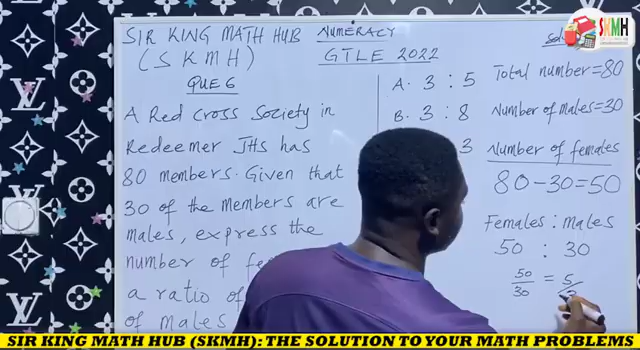 SIR KING MATH HUB
(SKMH)
NUMERACY
GTLE 2022
QUE 6
A Red Cross Society in
Redeemer JHS has
80 members. Given that
30 of the members are
males, express the
number of
a ratio of
of males
A. 3 : 5
B. 3 : 8
3
Total number = 80
Number of males = 30
Number of females
80 - 30 = 50
Females : males
50 : 30
50/30 = 5/
SKMH
SIR KING MATH HUB (SKMH): THE SOLUTION TO YOUR MATH PROBLEMS